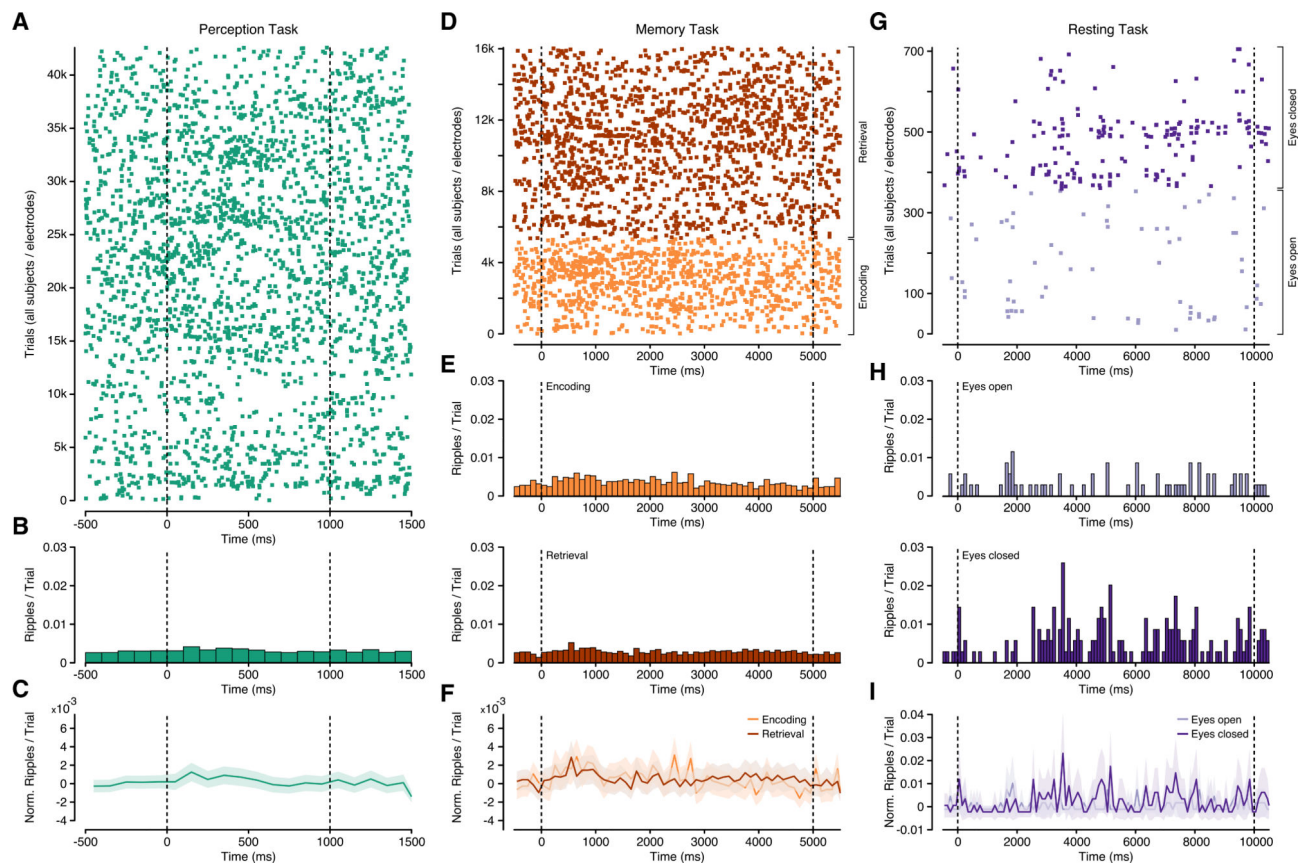 A
Perception Task
Trials (all subjects / electrodes)
40k
35k
30k
25k
20k
15k
10k
5k
0
-500 0 500 1000 1500
Time (ms)
B
Ripples / Trial
0.03
0.02
0.01
0
-500 0 500 1000 1500
Time (ms)
C
x10-3
Norm. Ripples / Trial
6
4
2
0
-2
-4
-500 0 500 1000 1500
Time (ms)
D
Memory Task
Trials (all subjects / electrodes)
16k
12k
8k
4k
0
Retrieval
Encoding
0 1000 2000 3000 4000 5000
Time (ms)
E
Encoding
Ripples / Trial
0.03
0.02
0.01
0
0 1000 2000 3000 4000 5000
Time (ms)
Retrieval
Ripples / Trial
0.03
0.02
0.01
0
0 1000 2000 3000 4000 5000
Time (ms)
F
x10-3
Norm. Ripples / Trial
6
4
2
0
-2
-4
Encoding
Retrieval
0 1000 2000 3000 4000 5000
Time (ms)
G
Resting Task
Trials (all subjects / electrodes)
700
500
300
100
0
Eyes closed
Eyes open
0 2000 4000 6000 8000 10000
Time (ms)
H
Eyes open
Ripples / Trial
0.03
0.02
0.01
0
0 2000 4000 6000 8000 10000
Time (ms)
Eyes closed
Ripples / Trial
0.03
0.02
0.01
0
0 2000 4000 6000 8000 10000
Time (ms)
I
Norm. Ripples / Trial
0.04
0.03
0.02
0.01
0
-0.01
Eyes open
Eyes closed
0 2000 4000 6000 8000 10000
Time (ms)